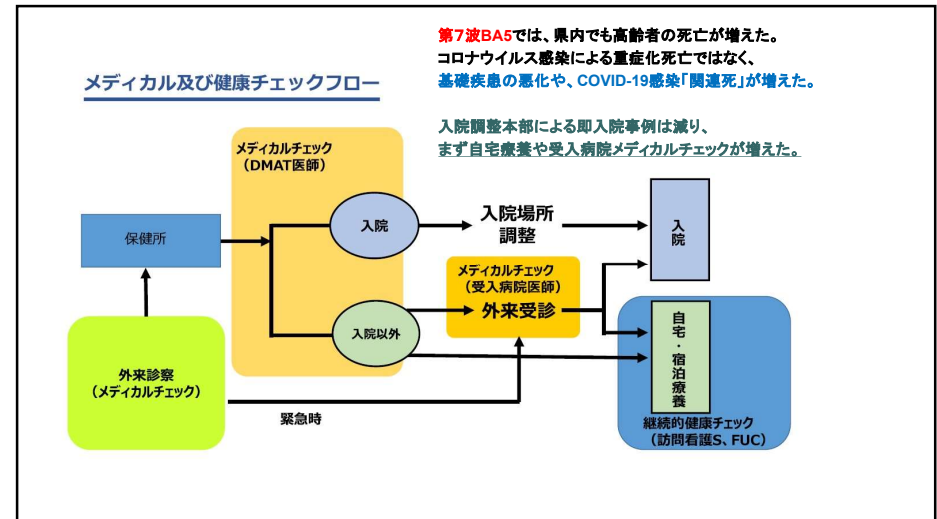 第７波BA5では、県内でも高齢者の死亡が増えた。
コロナウイルス感染による重症化死亡ではなく、
基礎疾患の悪化や、COVID-19感染「関連死」が増えた。
メディカル及び健康チェックフロー
入院調整本部による即入院事例は減り、
まず自宅療養や受入病院メディカルチェックが増えた。
メディカルチェック
（DMAT医師）
保健所
入院
入院場所
調整
入院
メディカルチェック
（受入病院医師）
外来受診
入院以外
自宅・宿泊療養
外来診察
（メディカルチェック）
緊急時
継続的健康チェック
（訪問看護S、FUC）